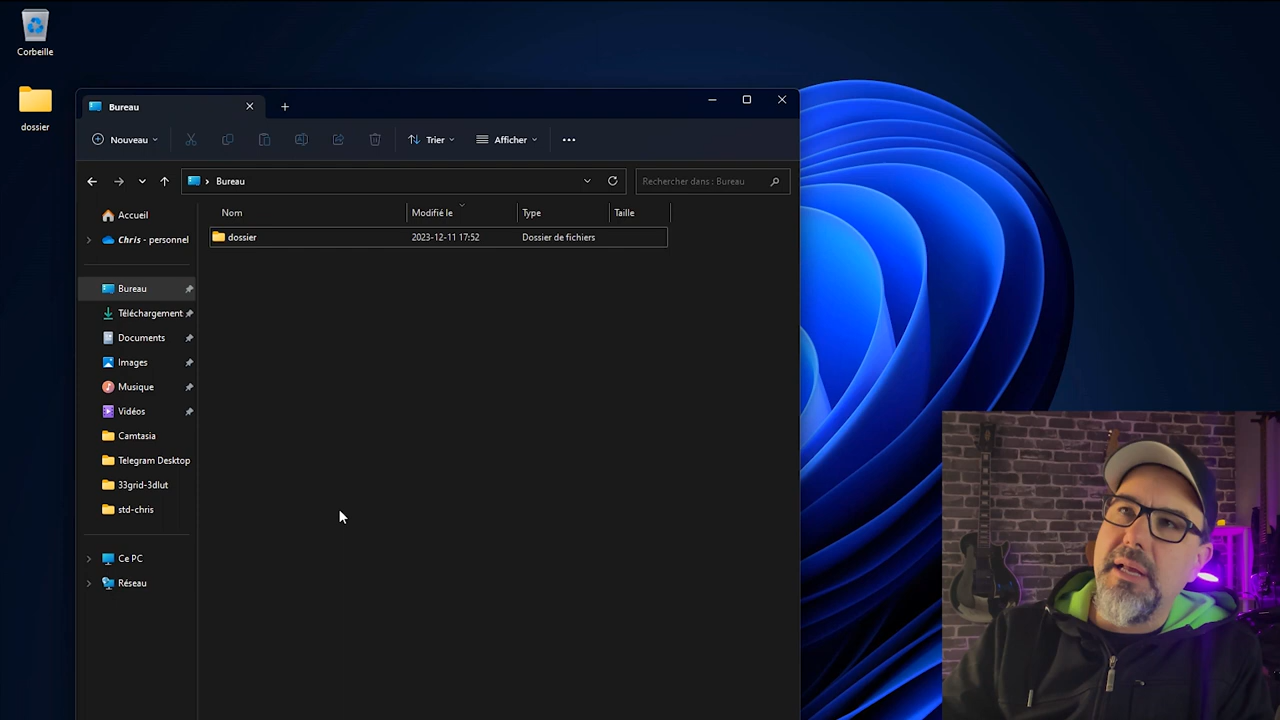 Corbeille
dossier
Bureau
Nouveau
Trier
Afficher
Bureau
Rechercher dans : Bureau
Nom Modifié le Type Taille
dossier 2023-12-11 17:52 Dossier de fichiers
Accueil
Chris - personnel
Bureau
Téléchargement
Documents
Images
Musique
Vidéos
Camtasia
Telegram Desktop
33grid-3dlut
std-chris
Ce PC
Réseau